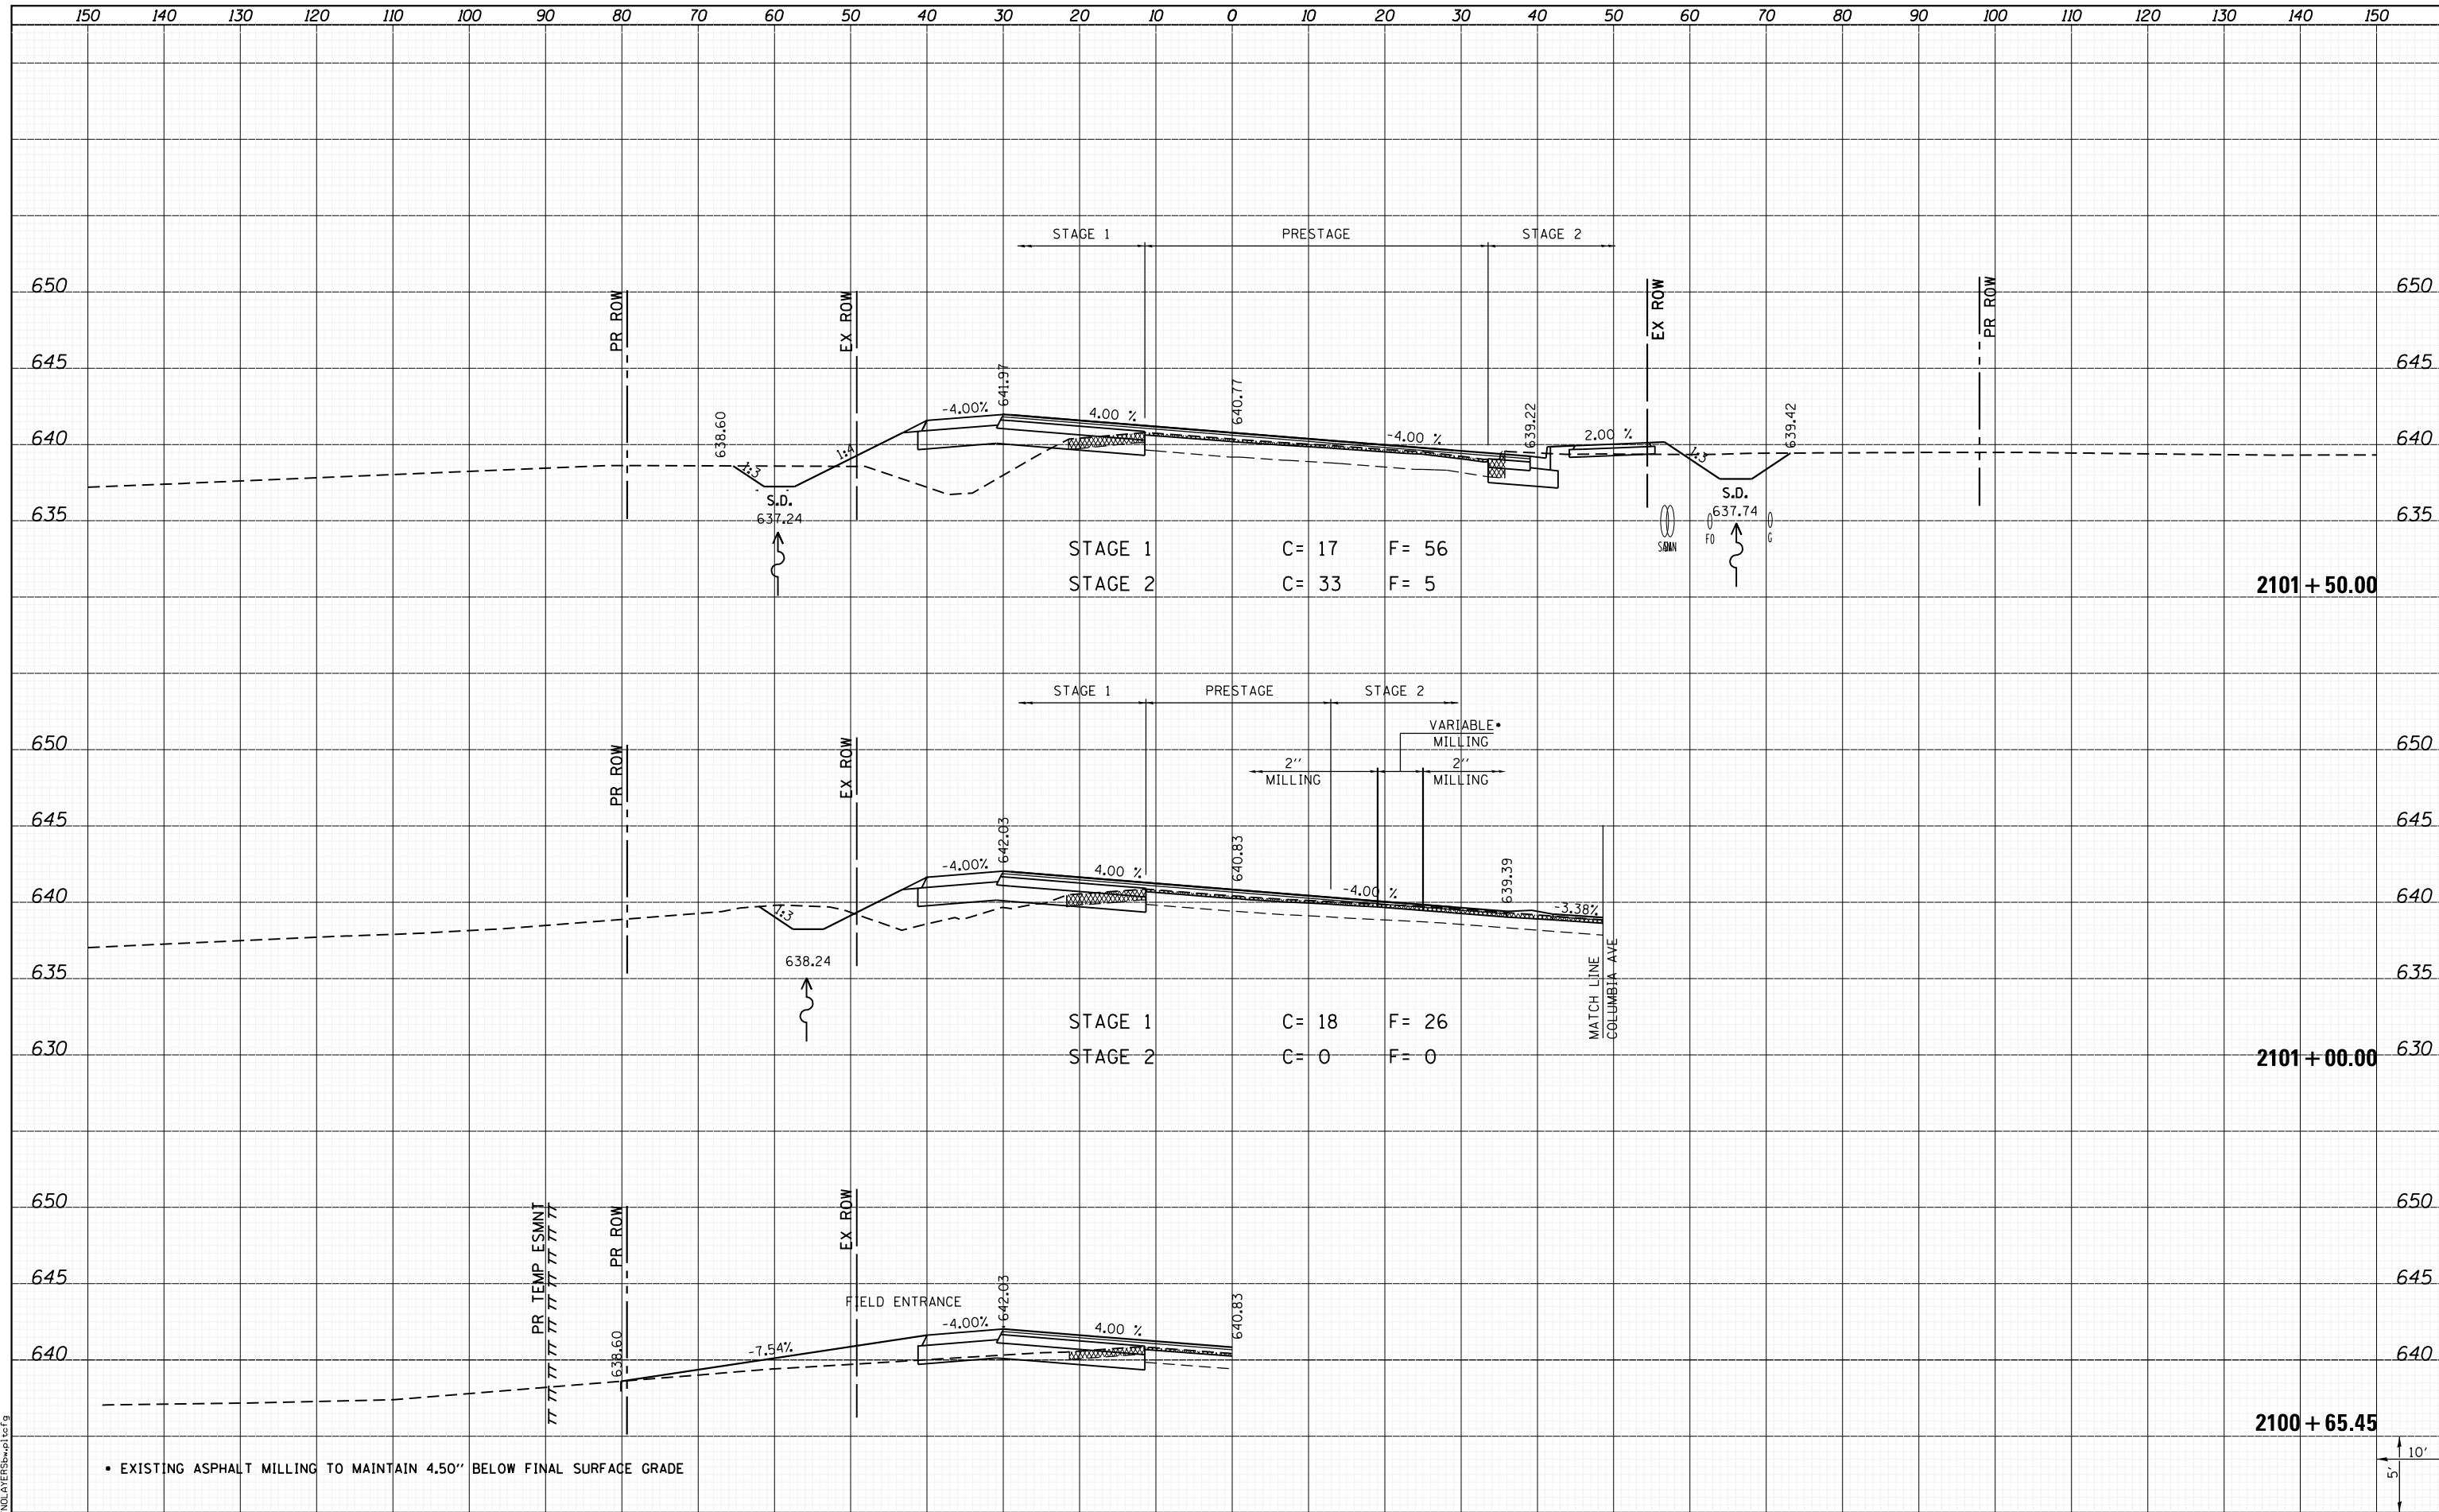 150 140 130 120 110 100 90 80 70 60 50 40 30 20 10 0 10 20 30 40 50 60 70 80 90 100 110 120 130 140 150
STAGE 1 PRESTAGE STAGE 2
650 PR ROW EX ROW EX ROW PR ROW 650
645 645
641.97 640.77
638.60 -4.00% 4.00 % -4.00 % 639.22 2.00 % 639.42
640 640
1:3 1:4 1:3
S.D. S.D.
635 637.24 637.74 635
SAN FO G
STAGE 1 C= 17 F= 56
STAGE 2 C= 33 F= 5
2101+50.00
STAGE 1 PRESTAGE STAGE 2
VARIABLE•
MILLING
650 PR ROW EX ROW 650
2'' 2''
MILLING MILLING
645 645
642.03 640.83 639.39
-4.00% 4.00 % -4.00 % -3.38%
640 640
1:3
638.24
635 635
MATCH LINE
COLUMBIA AVE
STAGE 1 C= 18 F= 26
STAGE 2 C= 0 F= 0
630 630
2101+00.00
650 PR TEMP ESMNT PR ROW EX ROW 650
645 645
FIELD ENTRANCE
642.03 640.83
638.60 -7.54% -4.00% 4.00 %
640 640
2100+65.45
• EXISTING ASPHALT MILLING TO MAINTAIN 4.50'' BELOW FINAL SURFACE GRADE
10'
5'
NOLAYERSbw.pltcfg